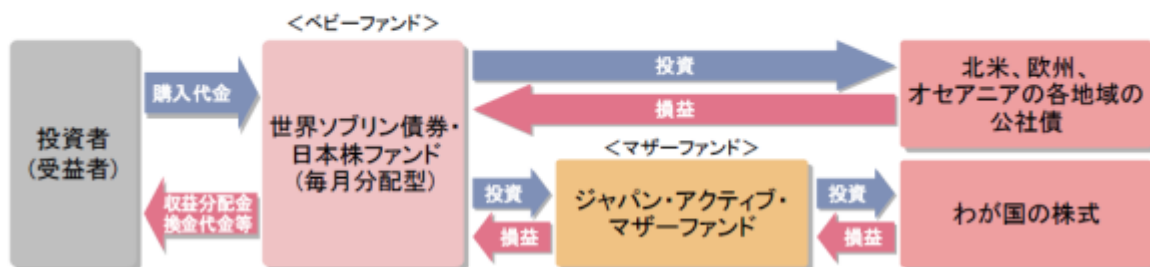 <ベビーファンド>
投資者
(受益者)
購入代金
収益分配金
換金代金等
世界ソブリン債券・
日本株ファンド
(毎月分配型)
投資
損益
北米、欧州、
オセアニアの各地域の
公社債
<マザーファンド>
投資
損益
ジャパン・アクティブ・
マザーファンド
投資
損益
わが国の株式